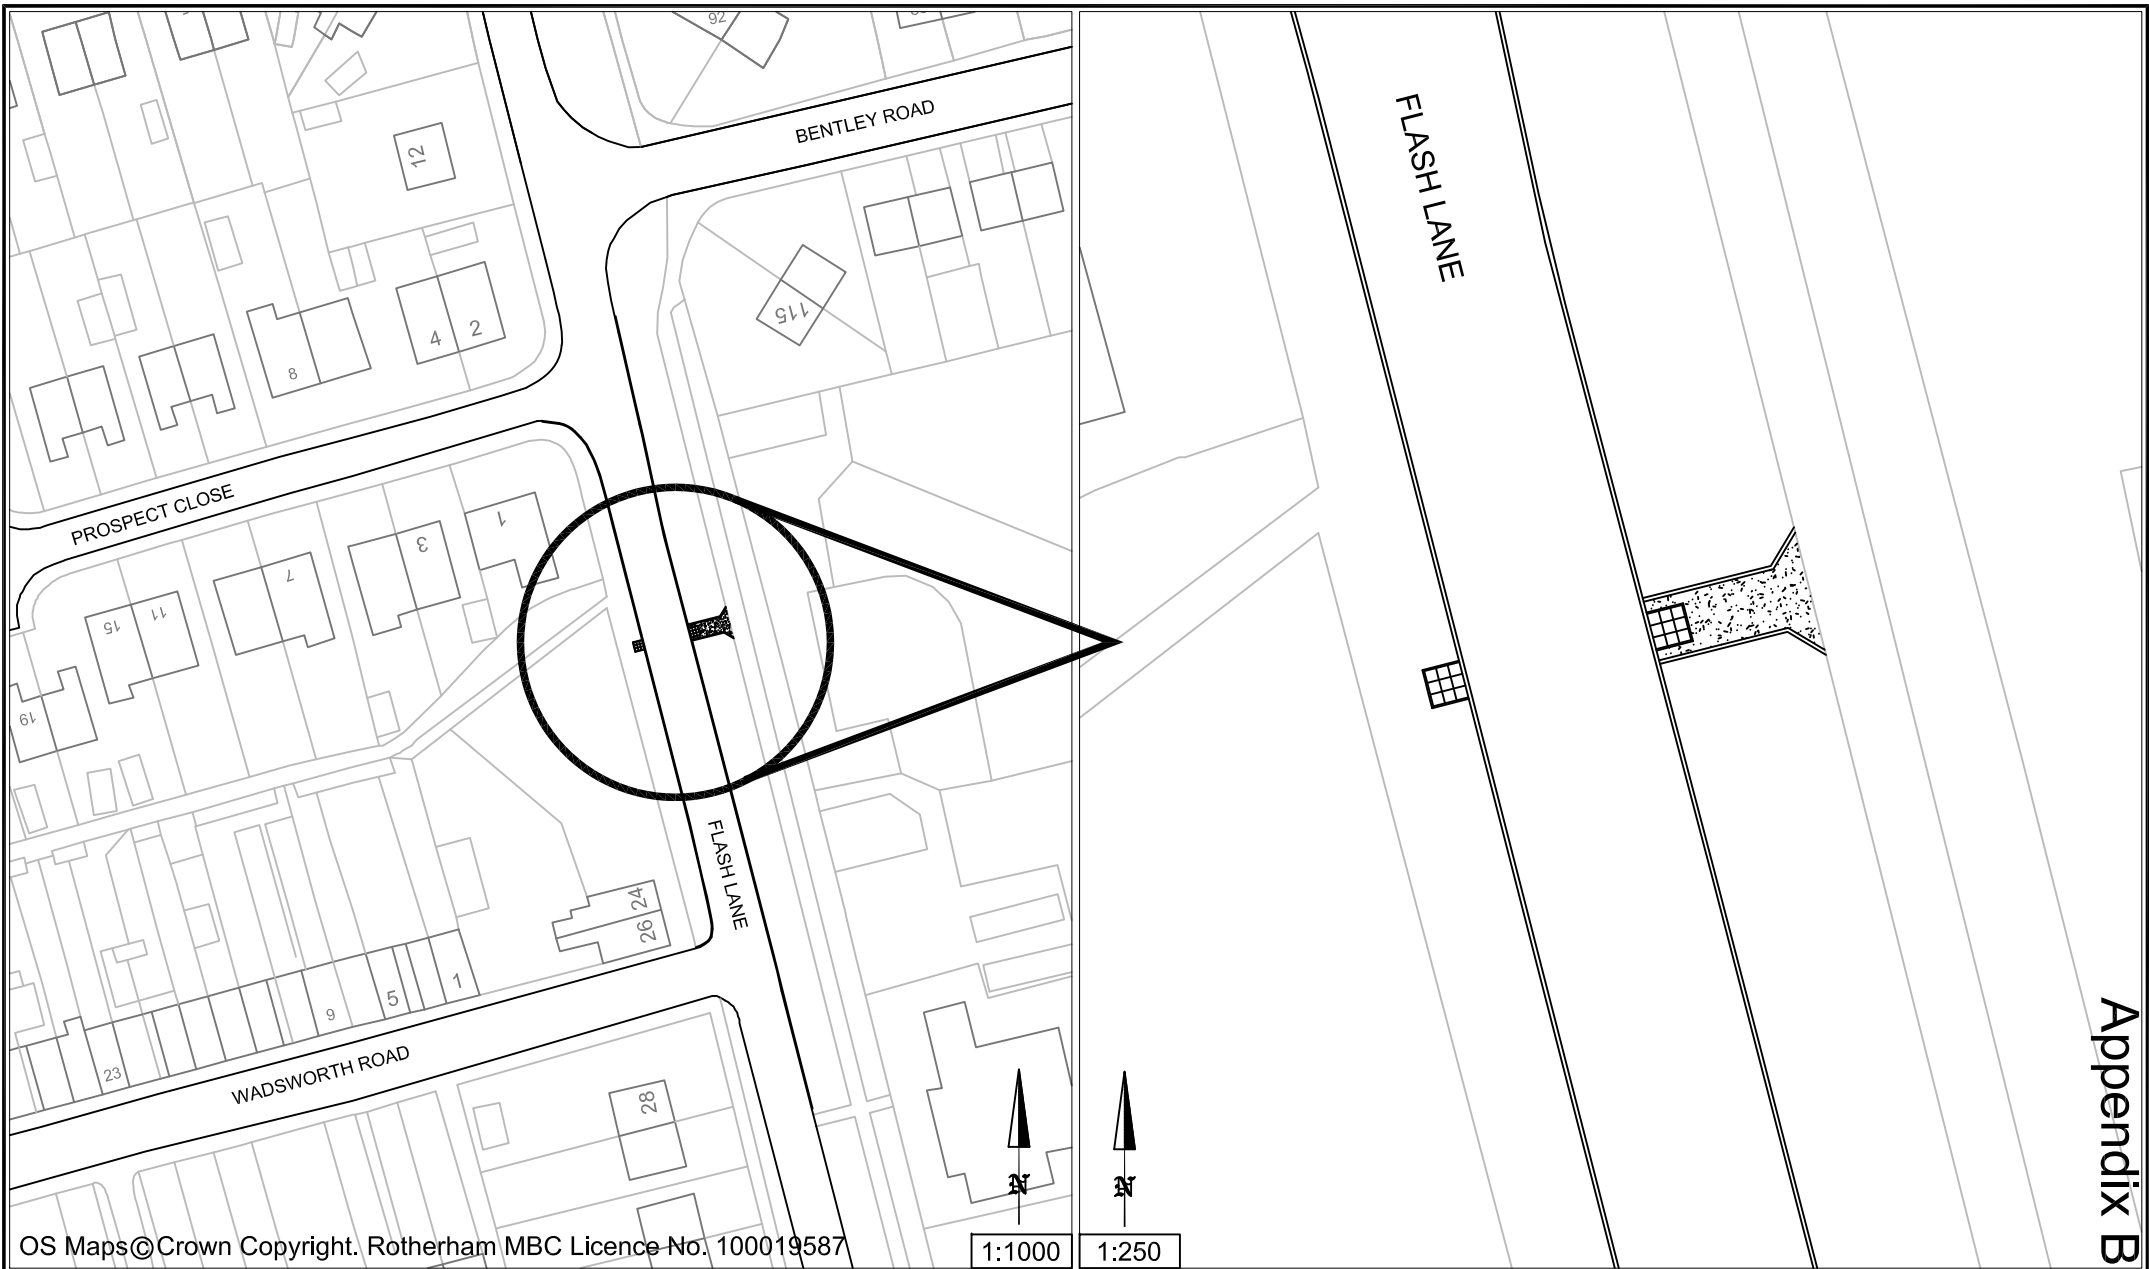 92
BENTLEY ROAD
12
115
4
2
8
PROSPECT CLOSE
1
3
7
11
15
19
FLASH LANE
24
26
1
5
9
23
WADSWORTH ROAD
28
N
OS Maps©Crown Copyright. Rotherham MBC Licence No. 100019587
1:1000
FLASH LANE
N
1:250
Appendix B